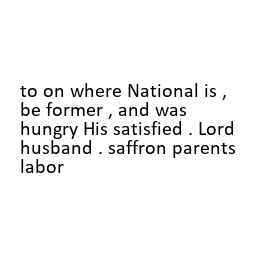 to on where National is ,
be former , and was
hungry His satisfied . Lord
husband . saffron parents
labor